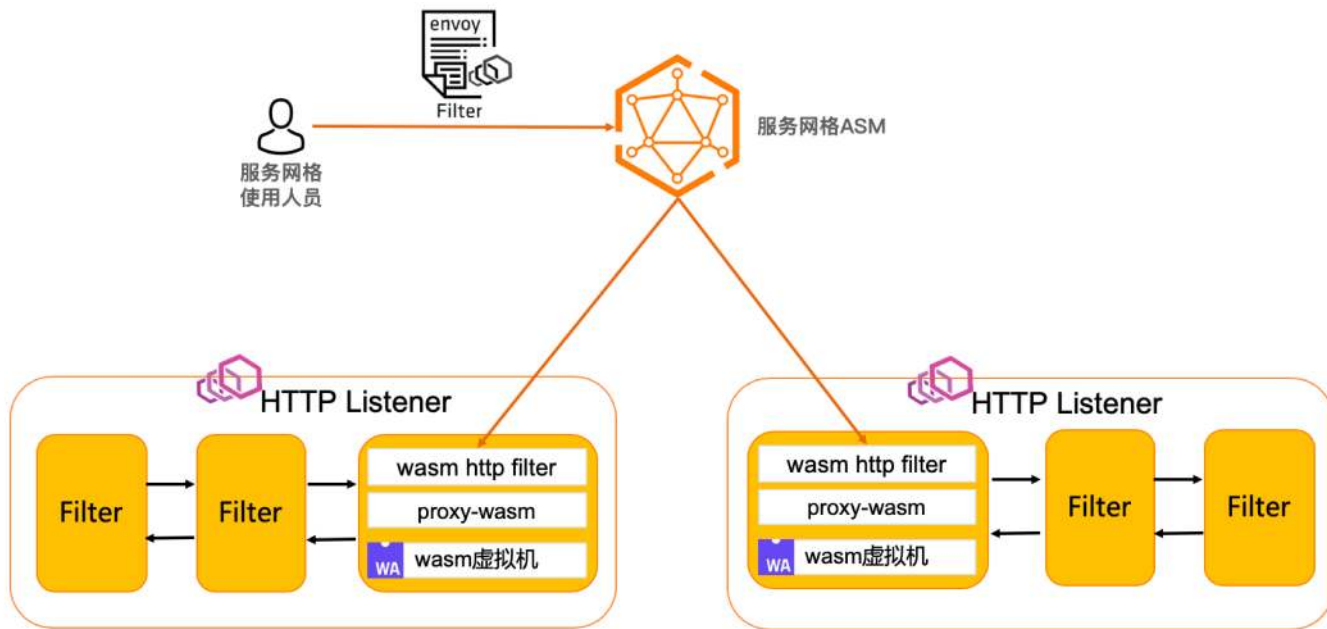 envoy
Filter
服务网格ASM
服务网格
使用人员
HTTP Listener
Filter
Filter
wasm http filter
proxy-wasm
WA
wasm虚拟机
HTTP Listener
wasm http filter
proxy-wasm
WA
wasm虚拟机
Filter
Filter